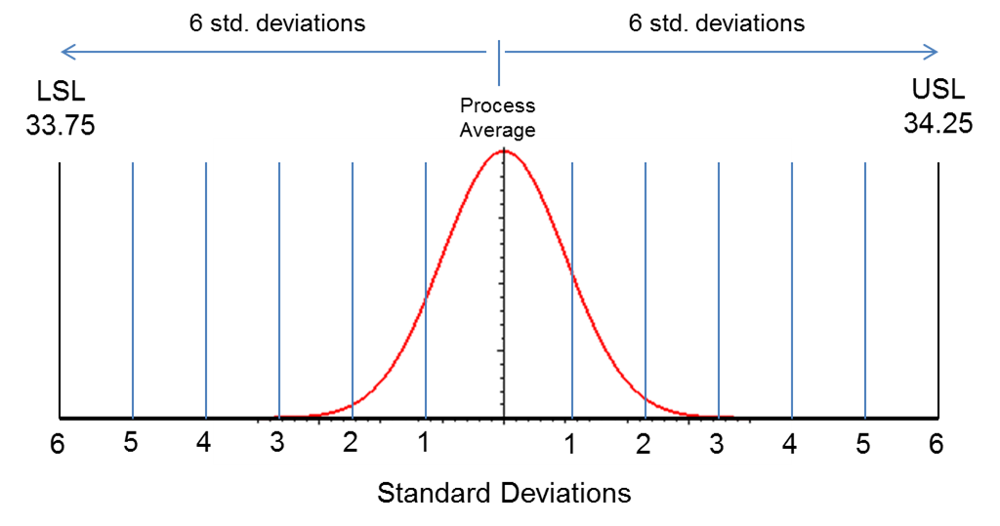 6 std. deviations 6 std. deviations
LSL USL
33.75 34.25
Process
Average
6 5 4 3 2 1 1 2 3 4 5 6
Standard Deviations